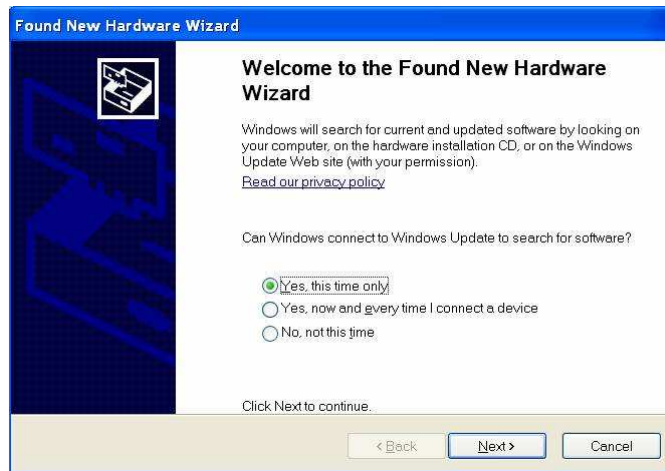 Found New Hardware Wizard
Welcome to the Found New Hardware
Wizard
Windows will search for current and updated software by looking on
your computer, on the hardware installation CD, or on the Windows
Update Web site (with your permission).
Read our privacy policy
Can Windows connect to Windows Update to search for software?
Yes, this time only
Yes, now and every time I connect a device
No, not this time
Click Next to continue.
< Back Next > Cancel